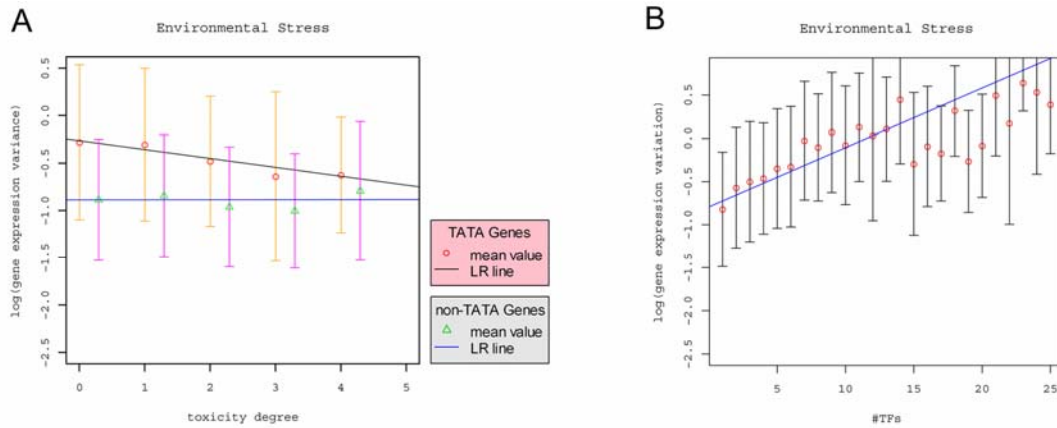 A
Environmental Stress
log(gene expression variance)
0.5
0.0
-0.5
-1.0
-1.5
-2.0
-2.5
0 1 2 3 4 5
toxicity degree
TATA Genes
mean value
LR line
non-TATA Genes
mean value
LR line
B
Environmental Stress
log(gene expression variation)
0.5
0.0
-0.5
-1.0
-1.5
-2.0
-2.5
5 10 15 20 25
#TFs